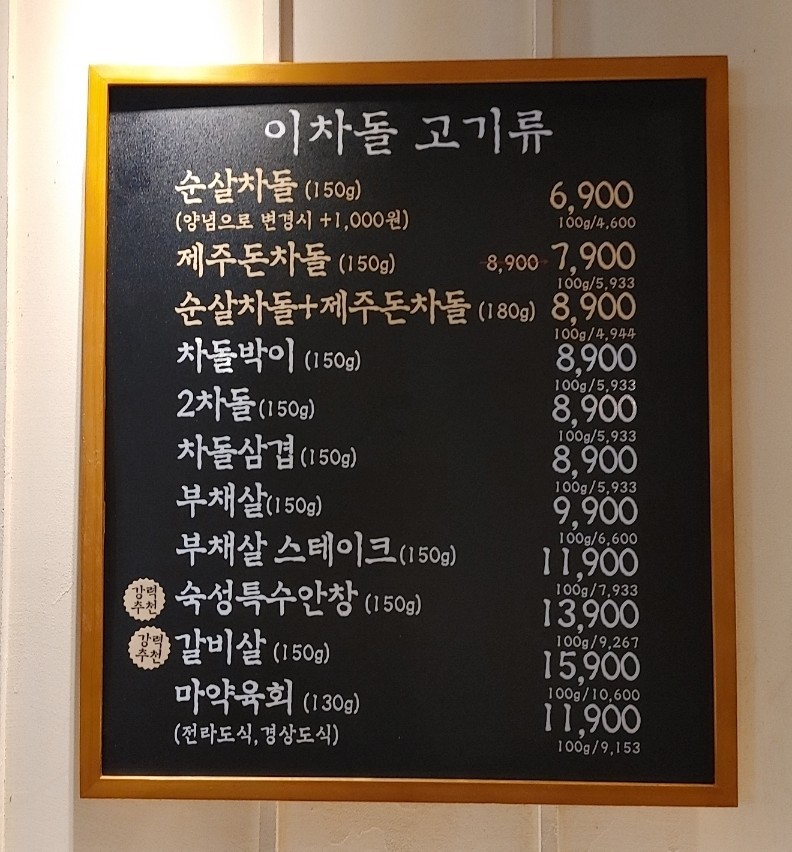 이차돌 고기류
순살차돌 (150g) 6,900
(양념으로 변경시 +1,000원) 100g/4,600
제주돈차돌 (150g) 8,900 7,900
100g/5,933
순살차돌+제주돈차돌 (180g) 8,900
100g/4,944
차돌박이 (150g) 8,900
100g/5,933
2차돌(150g) 8,900
100g/5,933
차돌삼겹(150g) 8,900
100g/5,933
부채살(150g) 9,900
100g/6,600
부채살 스테이크(150g) 11,900
100g/7,933
강력 추천 숙성특수안창 (150g) 13,900
100g/9,267
강력 추천 갈비살 (150g) 15,900
100g/10,600
마약육회 (130g) 11,900
(전라도식,경상도식) 100g/9,153